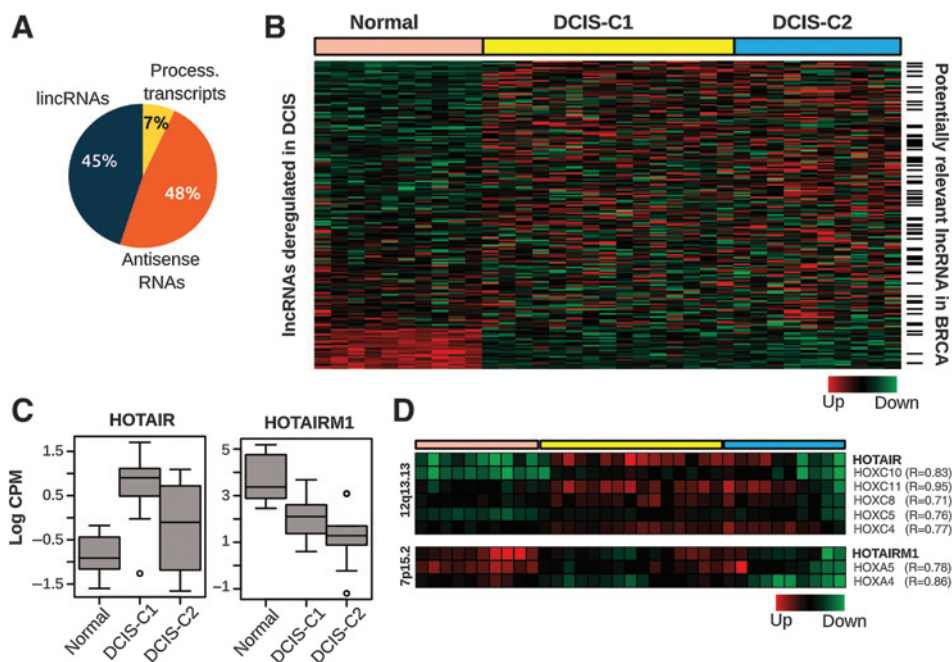 A
lincRNAs
Process.
transcripts
7%
45%
48%
Antisense
RNAs
B
Normal
DCIS-C1
DCIS-C2
lncRNAs deregulated in DCIS
Potentially relevant lncRNA in BRCA
Up
Down
C
HOTAIR
HOTAIRM1
Log CPM
1.5
0.5
−0.5
−1.5
5
3
1
−1
Normal
DCIS-C1
DCIS-C2
Normal
DCIS-C1
DCIS-C2
D
12q13.13
HOTAIR
HOXC10 (R=0.83)
HOXC11 (R=0.95)
HOXC8 (R=0.71)
HOXC5 (R=0.76)
HOXC4 (R=0.77)
7p15.2
HOTAIRM1
HOXA5 (R=0.78)
HOXA4 (R=0.86)
Up
Down